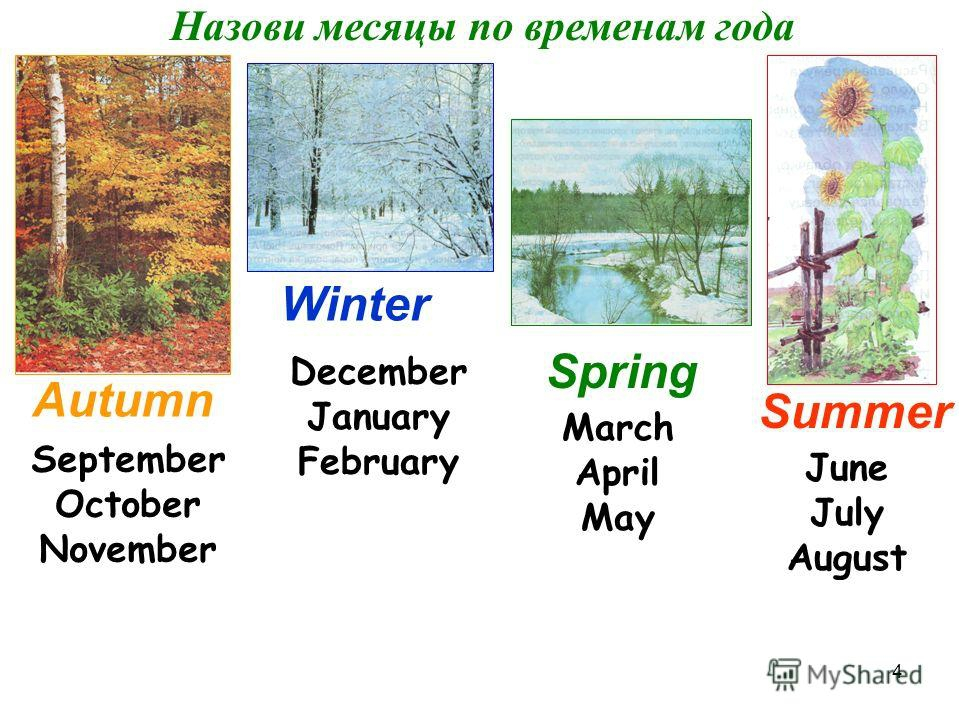 Назови месяцы по временам года
Autumn
September
October
November
Winter
December
January
February
Spring
March
April
May
Summer
June
July
August
4
MyShared